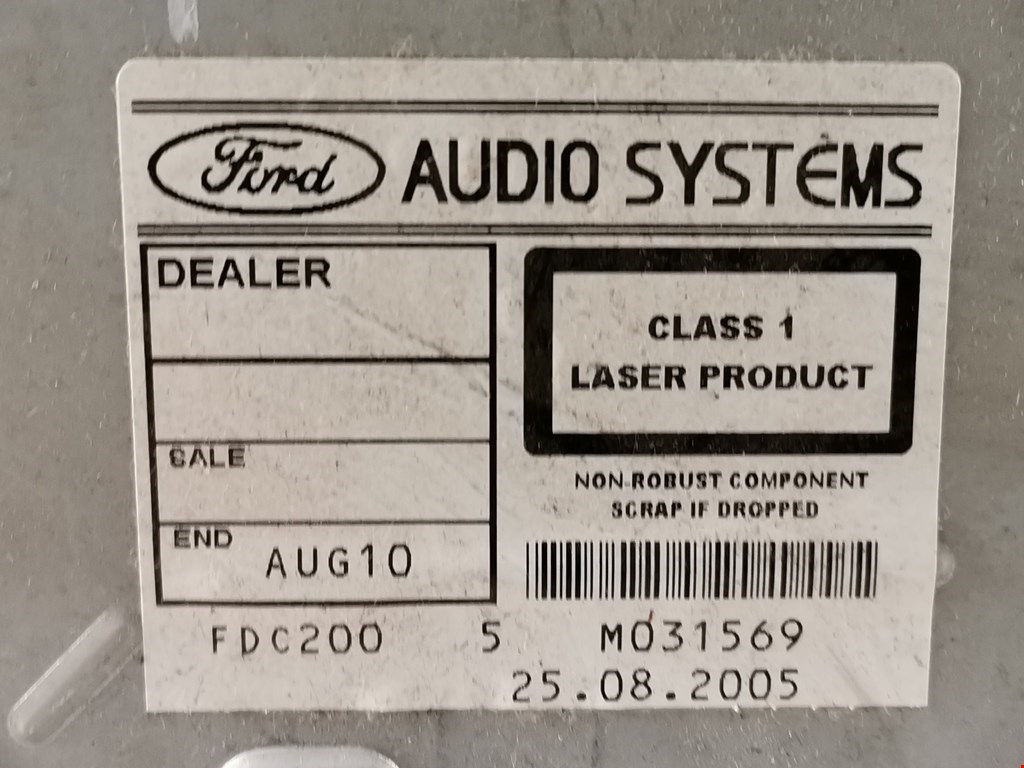 Ford AUDIO SYSTEMS
DEALER
CLASS 1
LASER PRODUCT
SALE
NON-ROBUST COMPONENT
SCRAP IF DROPPED
END AUG10
FDC200 5 M031569
25.08.2005